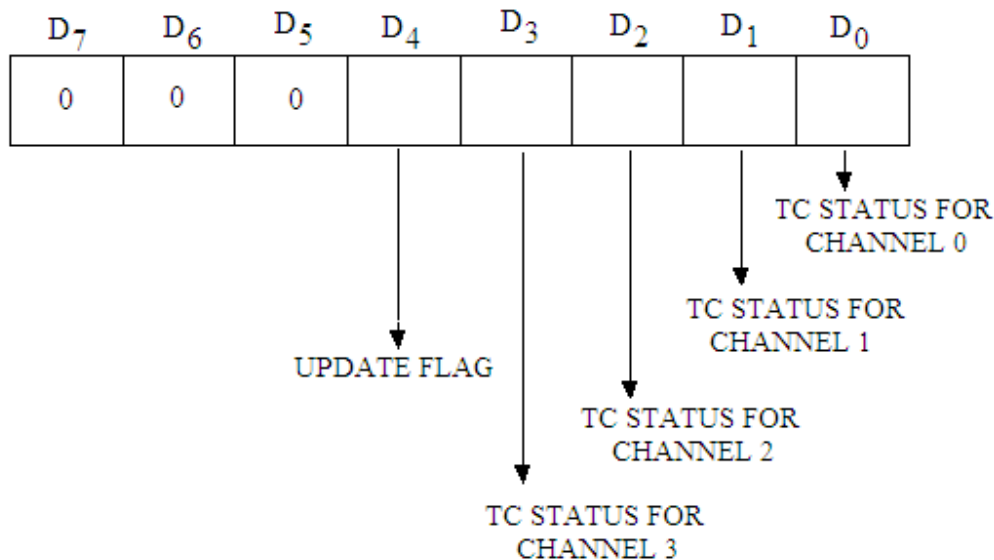 D7 D6 D5 D4 D3 D2 D1 D0
0 0 0
TC STATUS FOR
CHANNEL 0
TC STATUS FOR
CHANNEL 1
UPDATE FLAG
TC STATUS FOR
CHANNEL 2
TC STATUS FOR
CHANNEL 3